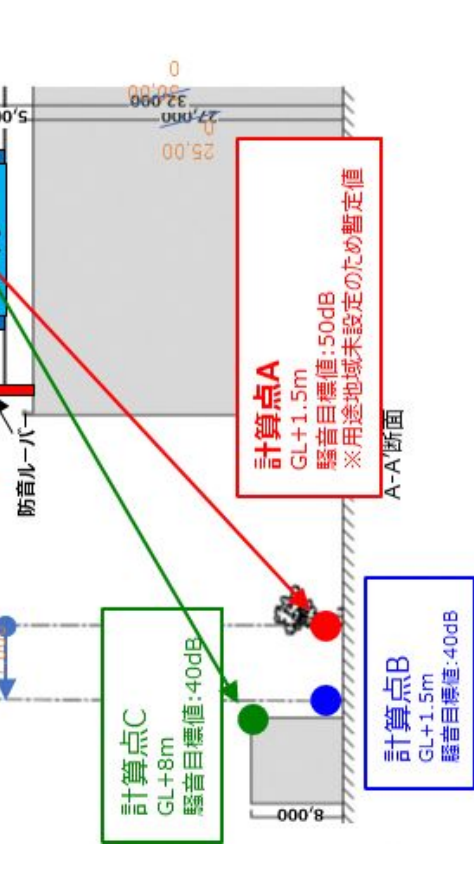 計算点A
GL+1.5m
騒音目標値:50dB
※用途地域未設定のため暫定値
A-A'断面
防音ルーバー
計算点C
GL+8m
騒音目標値:40dB
計算点B
GL+1.5m
騒音目標値:40dB
8,000
32,000
27,000
25.00
0
0